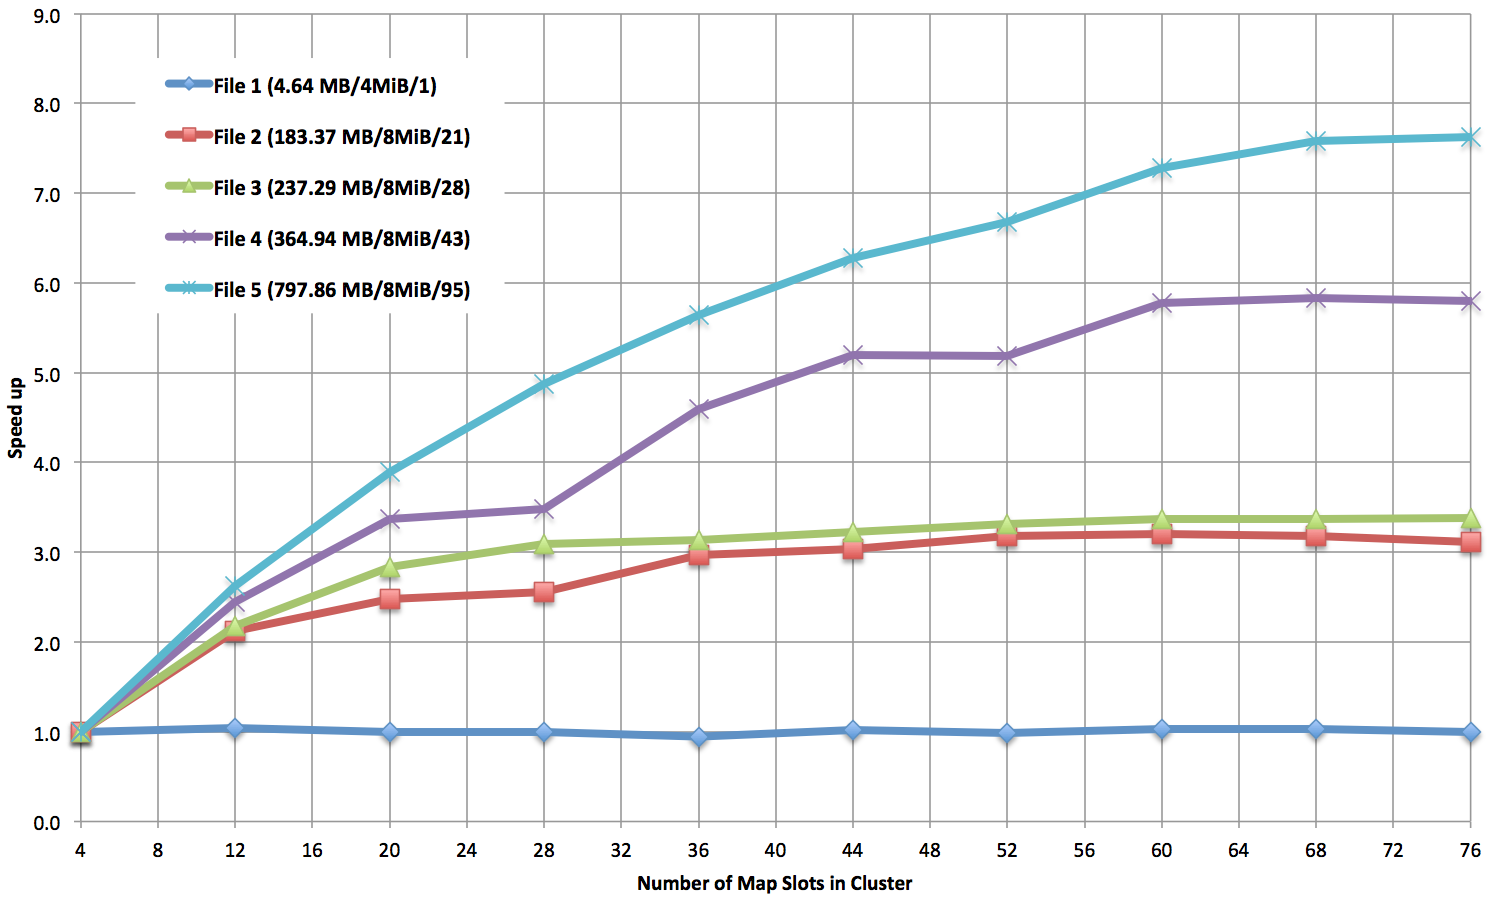 9.0
8.0
7.0
6.0
5.0
4.0
3.0
2.0
1.0
0.0
Speed up
File 1 (4.64 MB/4MiB/1)
File 2 (183.37 MB/8MiB/21)
File 3 (237.29 MB/8MiB/28)
File 4 (364.94 MB/8MiB/43)
File 5 (797.86 MB/8MiB/95)
4 8 12 16 20 24 28 32 36 40 44 48 52 56 60 64 68 72 76
Number of Map Slots in Cluster